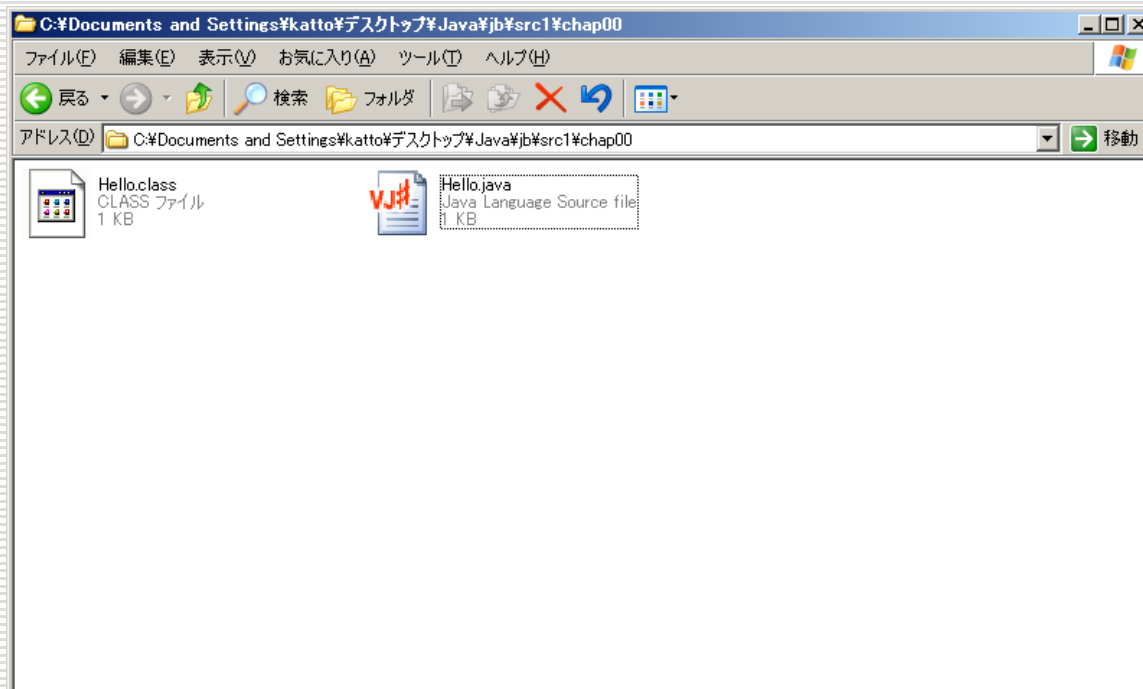 C:¥Documents and Settings¥katto¥デスクトップ¥Java¥jb¥src1¥chap00
ファイル(F) 編集(E) 表示(V) お気に入り(A) ツール(T) ヘルプ(H)
戻る 検索 フォルダ
アドレス(D) C:¥Documents and Settings¥katto¥デスクトップ¥Java¥jb¥src1¥chap00 移動
Hello.class
CLASS ファイル
1 KB
VJ#
Hello.java
Java Language Source file
1 KB